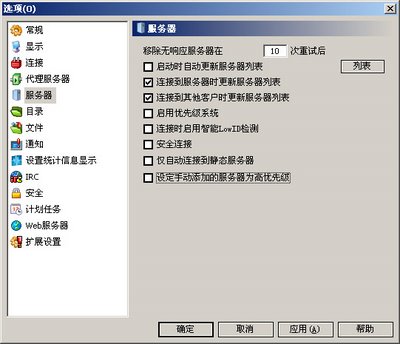 选项(O)
常规
显示
连接
代理服务器
服务器
目录
文件
通知
设置统计信息显示
IRC
安全
计划任务
Web服务器
扩展设置
服务器
移除无响应服务器在 10 次重试后
启动时自动更新服务器列表 列表
连接到服务器时更新服务器列表
连接到其他客户时更新服务器列表
启用优先级系统
连接时启用智能LowID检测
安全连接
仅自动连接到静态服务器
设定手动添加的服务器为高优先级
确定 取消 应用(A) 帮助